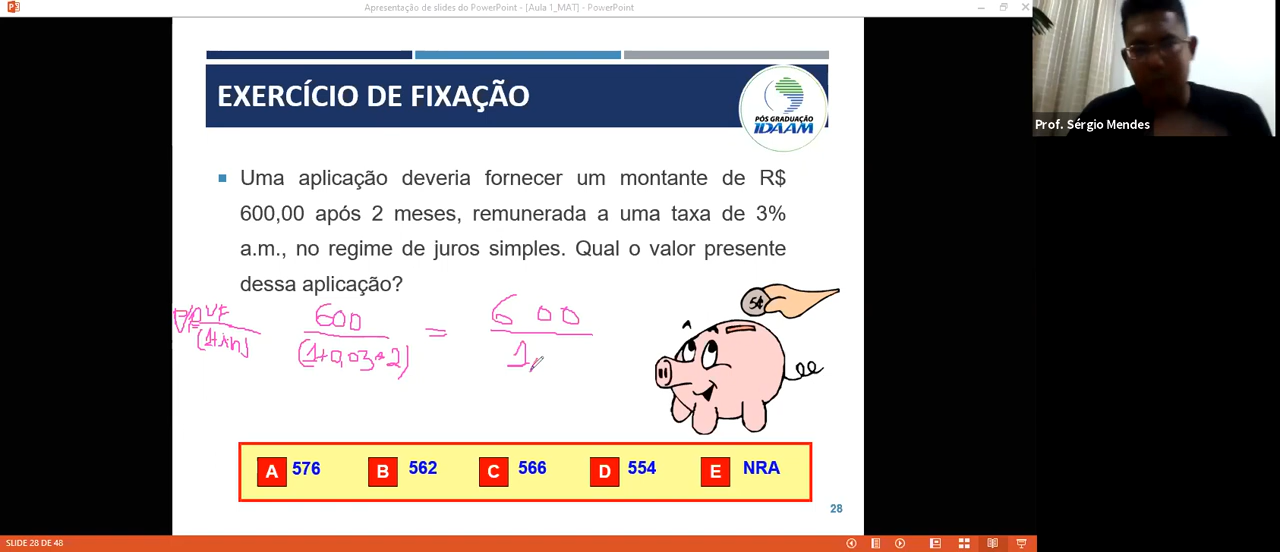 Apresentação de slides do PowerPoint - [Aula 1_MAT] - PowerPoint
Prof. Sérgio Mendes
EXERCÍCIO DE FIXAÇÃO
PÓS GRADUAÇÃO
IDAAM
Uma aplicação deveria fornecer um montante de R$
600,00 após 2 meses, remunerada a uma taxa de 3%
a.m., no regime de juros simples. Qual o valor presente
dessa aplicação?
600 = 600
(1+0,03*2) 1,
5¢
A 576 B 562 C 566 D 554 E NRA
28
SLIDE 28 DE 48